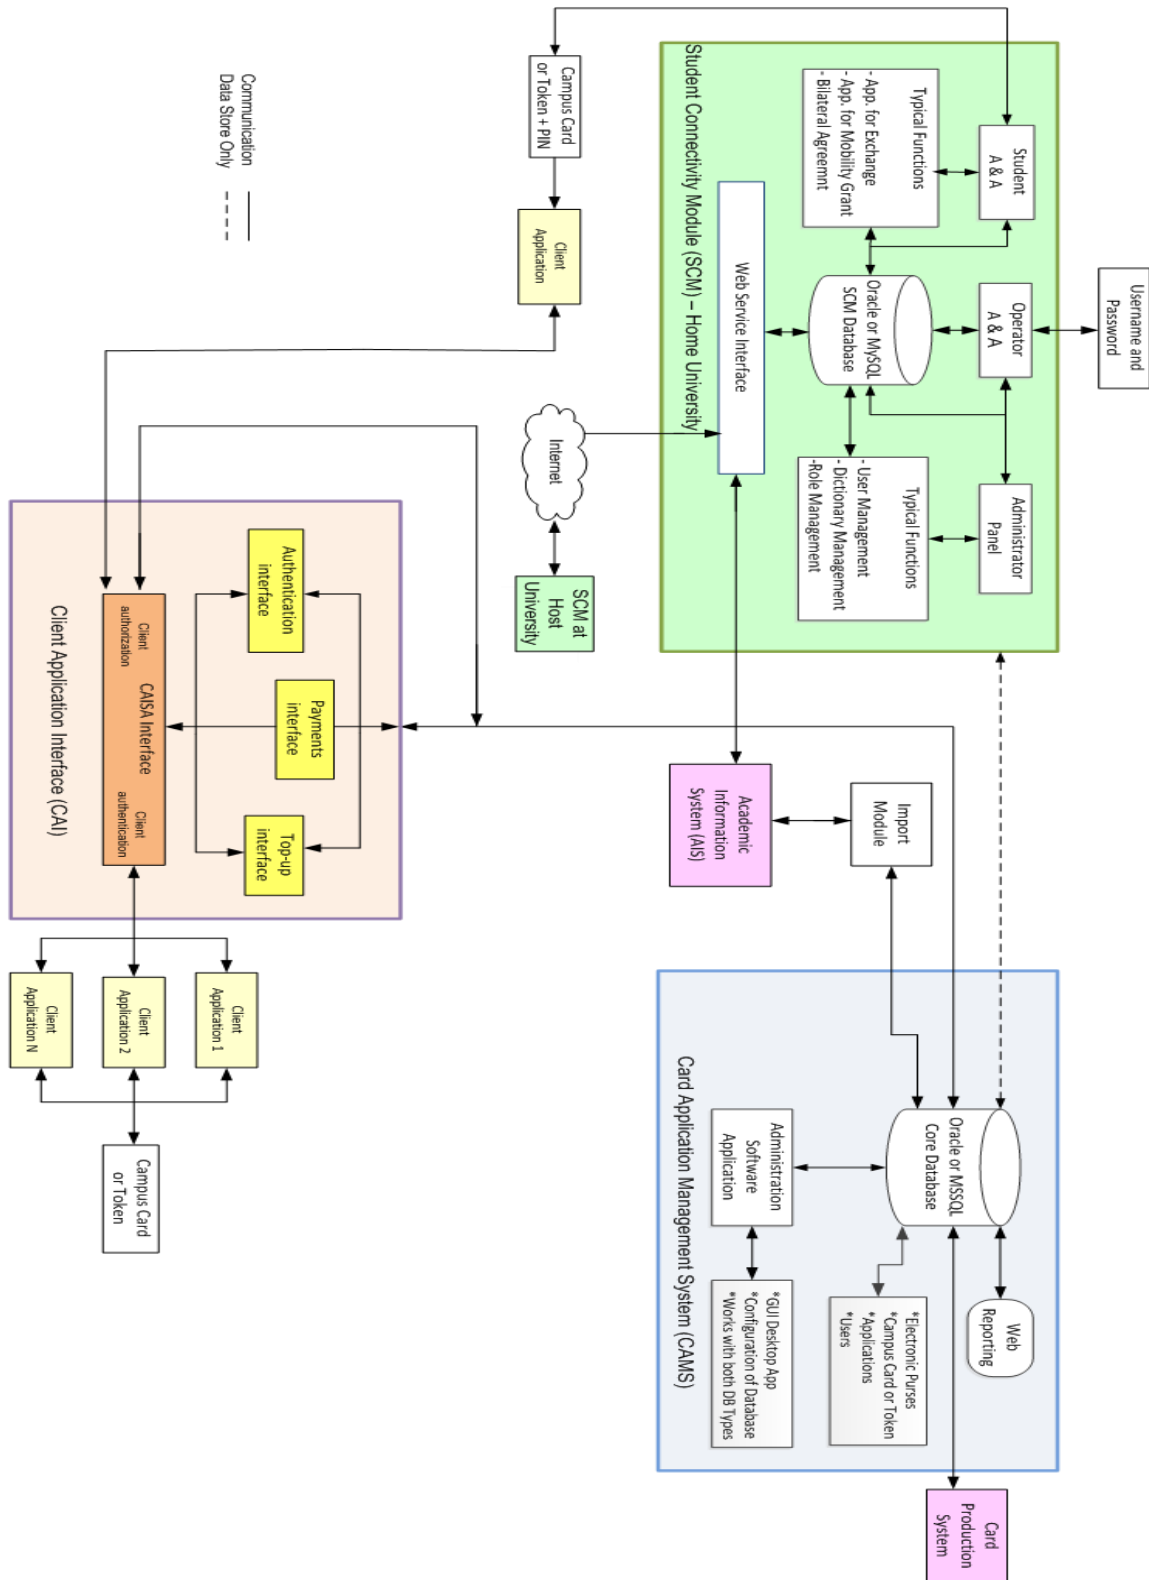 Username and
Password
Student
A & A
Operator
A & A
Administrator
Panel
Typical Functions
- App. for Exchange
- App. for Mobility Grant
- Bilateral Agreemnt
Oracle or MySQL
SCM Database
Typical Functions
- User Management
- Dictionary Management
-Role Management
Web Service Interface
Student Connectivity Module (SCM) – Home University
Campus Card
or Token + PIN
Client
Application
Internet
SCM at
Host
University
Import
Module
Academic
Information
System (AIS)
Web
Reporting
Oracle or MSSQL
Core Database
*Electronic Purses
*Campus Card or Token
*Applications
*Users
Administration
Software
Application
*GUI Desktop App
*Configuration of Database
*Works with both DB Types
Card Application Management System (CAMS)
Card
Production
System
Communication
Data Store Only
Authentication
interface
Payments
interface
Top-up
interface
Client
authorization
CAISA Interface
Client
authentication
Client Application Interface (CAI)
Client
Application 1
Client
Application 2
Client
Application N
Campus Card
or Token